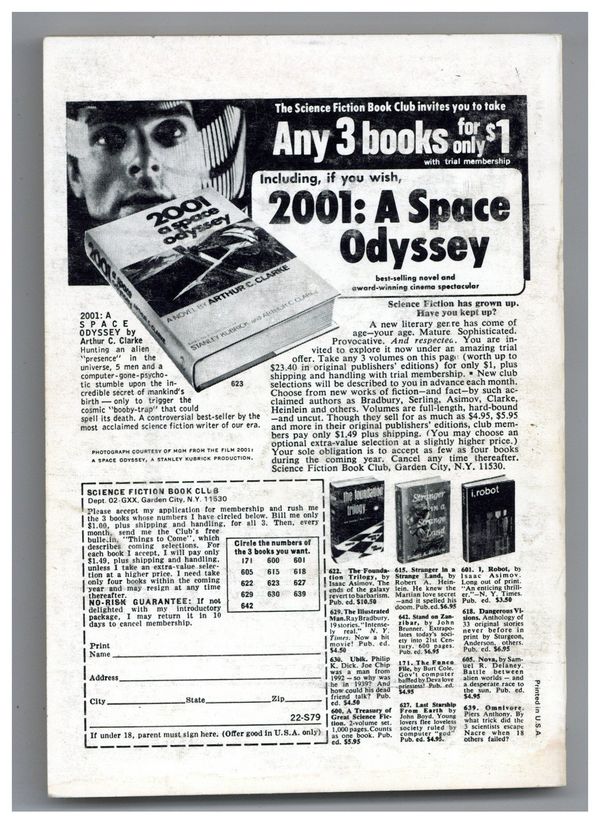 The Science Fiction Book Club invites you to take
Any 3 books for only $1
with trial membership
Including, if you wish,
2001: A Space
Odyssey
best-selling novel and
award-winning cinema spectacular
2001
a space
odyssey
A NOVEL BY ARTHUR C. CLARKE
2001: a space odyssey
STANLEY KUBRICK AND ARTHUR C. CLARKE
623
2001: A
SPACE
ODYSSEY by
Arthur C. Clarke
Hunting an alien
"presence" in the
universe, 5 men and a
computer-gone-psycho-
tic stumble upon the in-
credible secret of mankind's
birth — only to trigger the
cosmic "booby-trap" that could
spell its death. A controversial best-seller by the
most acclaimed science fiction writer of our era.
PHOTOGRAPH COURTESY OF MGM FROM THE FILM 2001:
A SPACE ODYSSEY, A STANLEY KUBRICK PRODUCTION.
Science Fiction has grown up.
Have you kept up?
A new literary genre has come of
age—your age. Mature. Sophisticated.
Provocative. And respected. You are in-
vited to explore it now under an amazing trial
offer. Take any 3 volumes on this page (worth up to
$23.40 in original publishers' editions) for only $1, plus
shipping and handling with trial membership. ▪ New club
selections will be described to you in advance each month.
Choose from new works of fiction—and fact—by such ac-
claimed authors as Bradbury, Serling, Asimov, Clarke,
Heinlein and others. Volumes are full-length, hard-bound
—and uncut. Though they sell for as much as $4.95, $5.95
and more in their original publishers' editions, club mem-
bers pay only $1.49 plus shipping. (You may choose an
optional extra-value selection at a slightly higher price.)
Your sole obligation is to accept as few as four books
during the coming year. Cancel any time thereafter.
Science Fiction Book Club, Garden City, N.Y. 11530.
SCIENCE FICTION BOOK CLUB
Dept. 02-GXX, Garden City, N.Y. 11530
Please accept my application for membership and rush me
the 3 books whose numbers I have circled below. Bill me only
$1.00, plus shipping and handling, for all 3. Then, every
month, send me the Club's free
bulletin, "Things to Come", which
describes coming selections. For
each book I accept, I will pay only
$1.49, plus shipping and handling,
unless I take an extra-value selec-
tion at a higher price. I need take
only four books within the coming
year and may resign at any time
thereafter.
NO-RISK GUARANTEE: If not
delighted with my introductory
package, I may return it in 10
days to cancel membership.
Circle the numbers of
the 3 books you want.
171 600 601
605 615 618
622 623 627
629 630 639
642
Print
Name
Address
City State Zip
22-S79
If under 18, parent must sign here. (Offer good in U.S.A. only)
the foundation
trilogy
Stranger
in a
Strange
Land
i, robot
622. The Founda-
tion Trilogy, by
Isaac Asimov. The
ends of the galaxy
revert to barbarism.
Pub. ed. $10.50
629. The Illustrated
Man. Ray Bradbury.
19 stories. "Intense-
ly real." N. Y.
Times. Now a hit
movie! Pub. ed.
$4.50
630. Ubik. Philip
K. Dick. Joe Chip
was a man from
1992 — so why was
he in 1939? And
how could his dead
friend talk? Pub.
ed. $4.50
600. A Treasury of
Great Science Fic-
tion. 2-volume set.
1,000 pages. Counts
as one book. Pub.
ed. $5.95
615. Stranger in a
Strange Land, by
Robert A. Hein-
lein. He knew the
Martian love secret
—and it spelled his
doom. Pub. ed. $6.95
642. Stand on Zan-
zibar, by John
Brunner. Extrapo-
lates today's soci-
ety into 21st Cen-
tury. 600 pages.
Pub. ed. $6.95
171. The Funco
File, by Burt Cole.
Gov't computer
baffled by Deva love
priestess! Pub. ed.
$4.95
627. Last Starship
From Earth by
John Boyd. Young
lovers flee loveless
society ruled by
computer "god".
Pub. ed. $4.95.
601. I, Robot, by
Isaac Asimov.
Long out of print.
"An enticing thrill-
er."—N. Y. Times.
Pub. ed. $3.50
618. Dangerous Vi-
sions. Anthology of
33 original stories
never before in
print by Sturgeon,
Anderson, others.
Pub. ed. $6.95
605. Nova, by Sam-
uel R. Delaney.
Battle between
alien worlds — and
a desperate race to
the sun. Pub. ed.
$4.95
639. Omnivore.
Piers Anthony. By
what trick did the
3 scientists escape
Nacre when 18
others failed?
Printed in U.S.A.